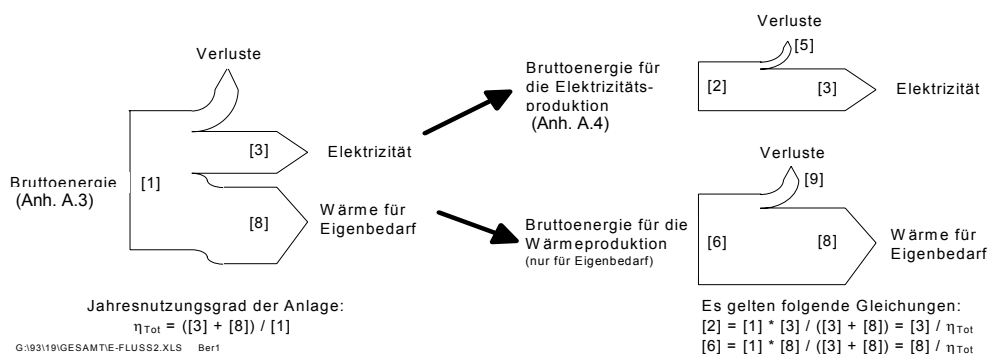 Verluste
[1]
[3]
[8]
Bruttoenergie
(Anh. A.3)
Elektrizität
Wärme für
Eigenbedarf
Jahresnutzungsgrad der Anlage:
ηTot = ([3] + [8]) / [1]
G:\93\19\GESAMT\E-FLUSS2.XLS Ber1
Bruttoenergie für
die Elektrizitäts-
produktion
(Anh. A.4)
Verluste
[5]
[2]
[3]
Elektrizität
Bruttoenergie für die
Wärmeproduktion
(nur für Eigenbedarf)
Verluste
[9]
[6]
[8]
Wärme für
Eigenbedarf
Es gelten folgende Gleichungen:
[2] = [1] * [3] / ([3] + [8]) = [3] / ηTot
[6] = [1] * [8] / ([3] + [8]) = [8] / ηTot